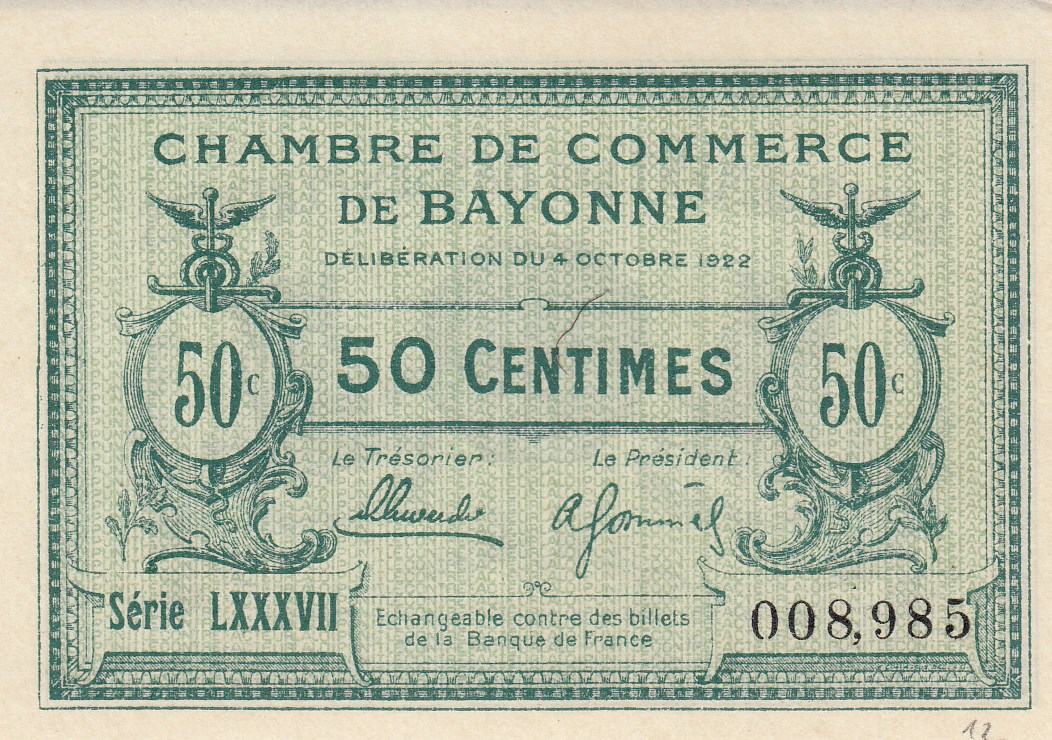 CHAMBRE DE COMMERCE
DE BAYONNE
DÉLIBÉRATION DU 4 OCTOBRE 1922
50c
50 CENTIMES
50c
Le Trésorier:
Le Président:
Série LXXXVII
Echangeable contre des billets
de la Banque de France
008,985
12